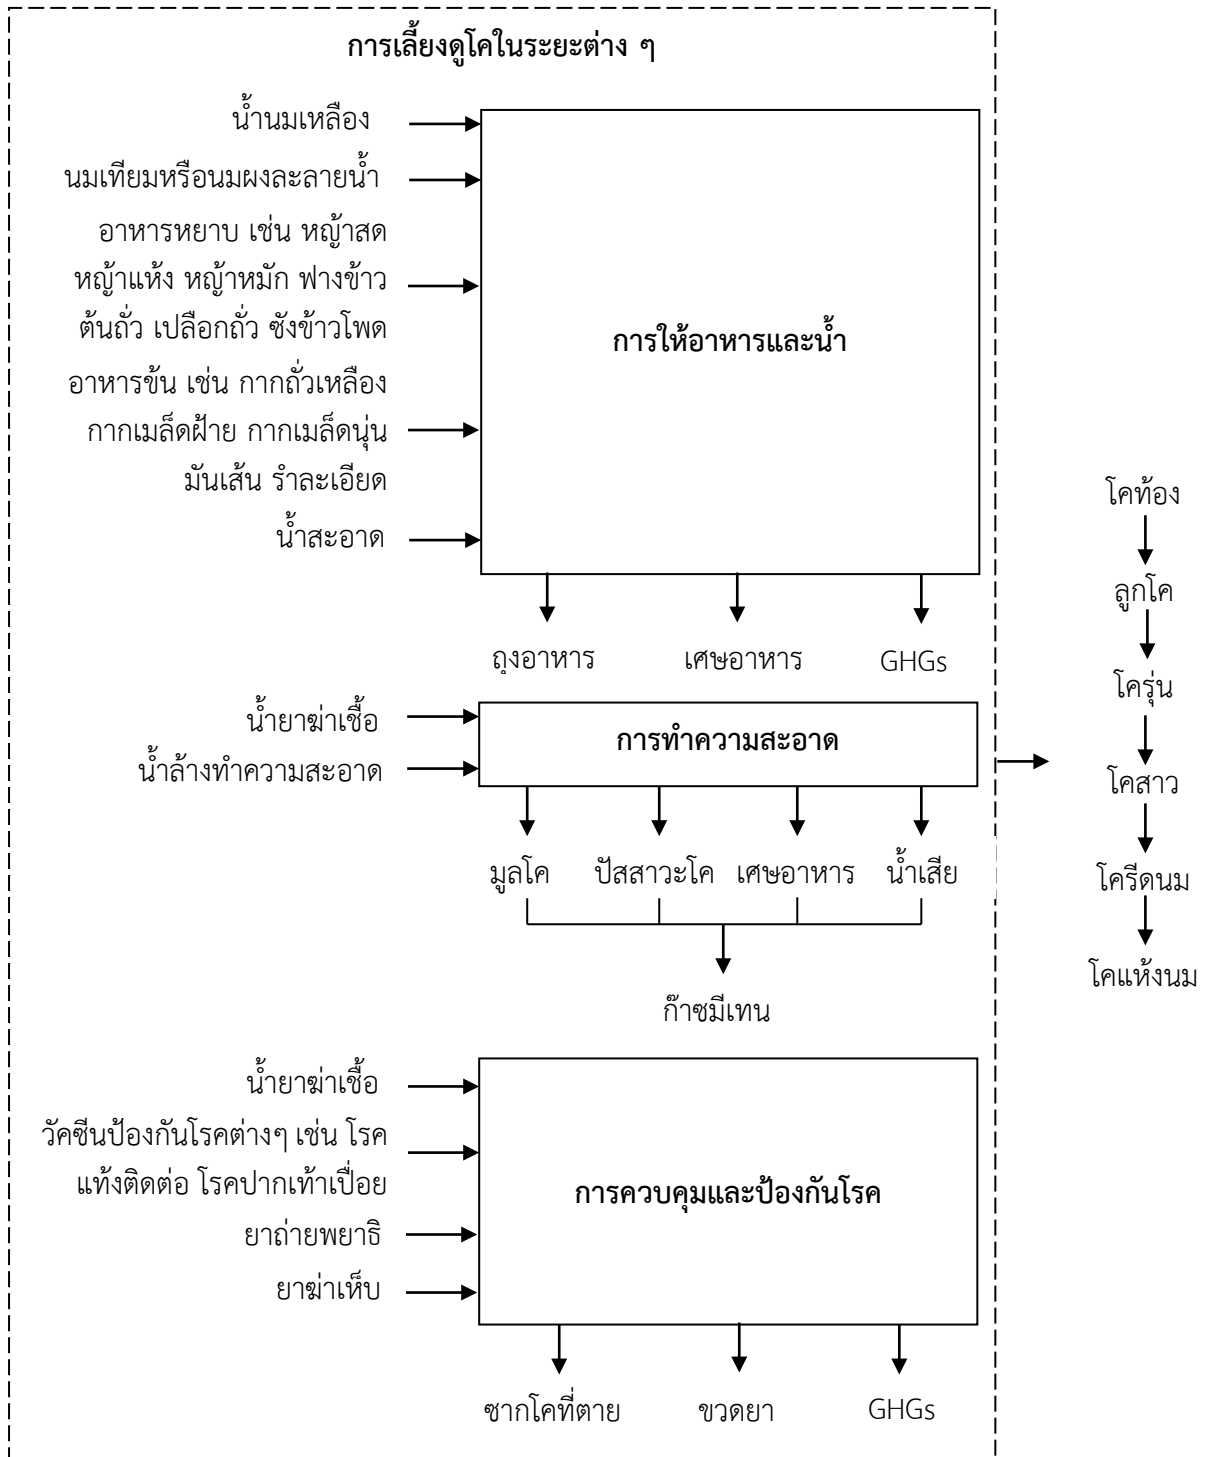 การเลี้ยงดูโคในระยะต่าง ๆ
น้ำนมเหลือง
นมเทียมหรือนมผงละลายน้ำ
อาหารหยาบ เช่น หญ้าสด
หญ้าแห้ง หญ้าหมัก ฟางข้าว
ต้นถั่ว เปลือกถั่ว ซังข้าวโพด
อาหารข้น เช่น กากถั่วเหลือง
กากเมล็ดฝ้าย กากเมล็ดนุ่น
มันเส้น รำละเอียด
น้ำสะอาด
การให้อาหารและน้ำ
ถุงอาหาร เศษอาหาร GHGs
น้ำยาฆ่าเชื้อ
น้ำล้างทำความสะอาด
การทำความสะอาด
มูลโค ปัสสาวะโค เศษอาหาร น้ำเสีย
ก๊าซมีเทน
น้ำยาฆ่าเชื้อ
วัคซีนป้องกันโรคต่างๆ เช่น โรค
แท้งติดต่อ โรคปากเท้าเปื่อย
ยาถ่ายพยาธิ
ยาฆ่าเห็บ
การควบคุมและป้องกันโรค
ซากโคที่ตาย ขวดยา GHGs
โคท้อง
ลูกโค
โครุ่น
โคสาว
โครีดนม
โคแห้งนม